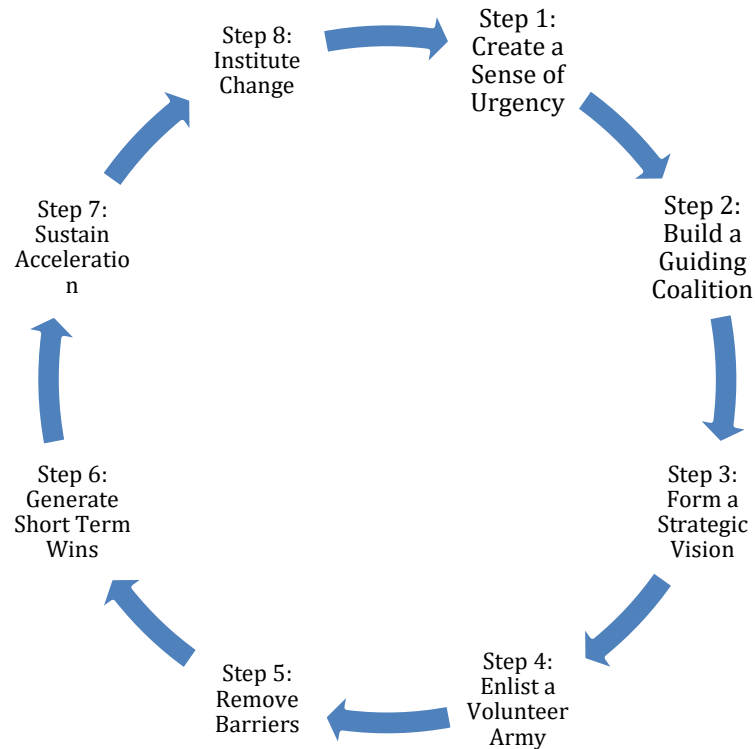 Step 1:
Create a
Sense of
Urgency
Step 2:
Build a
Guiding
Coalition
Step 3:
Form a
Strategic
Vision
Step 4:
Enlist a
Volunteer
Army
Step 5:
Remove
Barriers
Step 6:
Generate
Short Term
Wins
Step 7:
Sustain
Acceleratio
n
Step 8:
Institute
Change